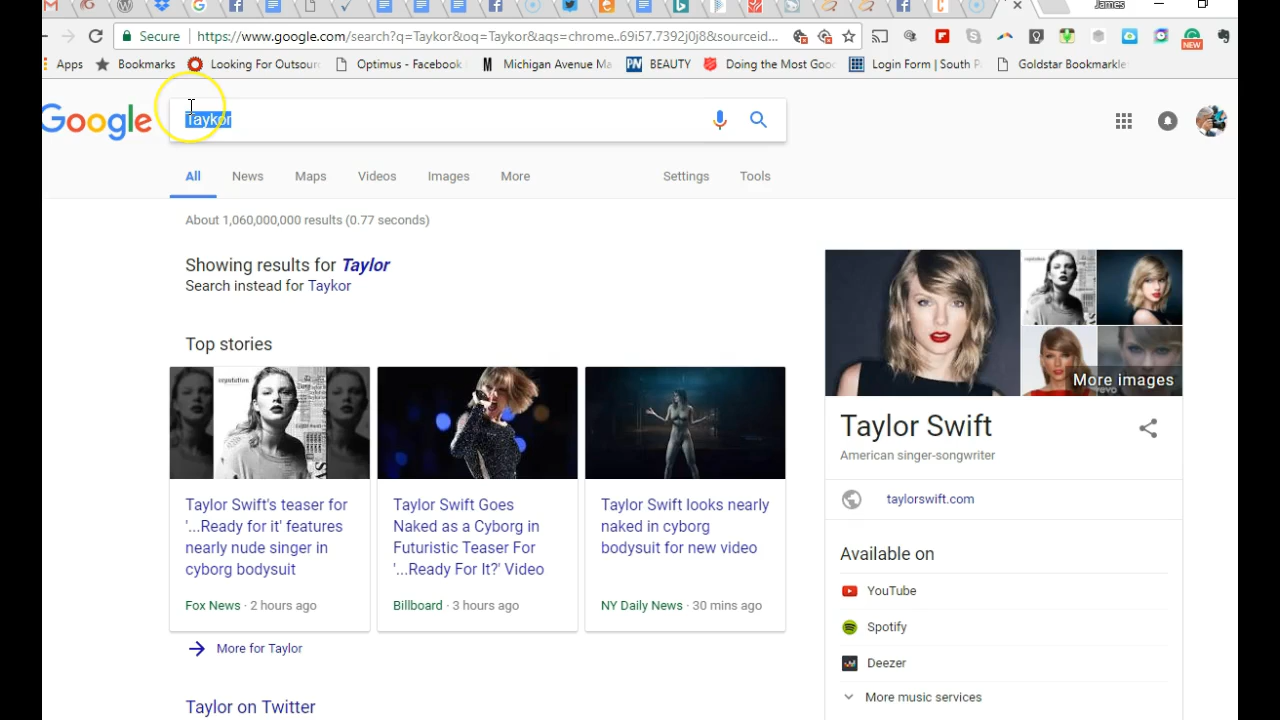 James
Secure https://www.google.com/search?q=Taykor&oq=Taykor&aqs=chrome..69i57.7392j0j8&sourceid...
NEW
Apps Bookmarks Looking For Outsour Optimus - Facebook Michigan Avenue Ma PN BEAUTY Doing the Most Goo Login Form | South P Goldstar Bookmarkle
Google Taykor
All News Maps Videos Images More Settings Tools
About 1,060,000,000 results (0.77 seconds)
Showing results for Taylor
Search instead for Taykor
Top stories
reputation
Taylor Swift's teaser for
'...Ready for it' features
nearly nude singer in
cyborg bodysuit
Fox News · 2 hours ago
Taylor Swift Goes
Naked as a Cyborg in
Futuristic Teaser For
'...Ready For It?' Video
Billboard · 3 hours ago
Taylor Swift looks nearly
naked in cyborg
bodysuit for new video
NY Daily News · 30 mins ago
More for Taylor
Taylor on Twitter
More images
Taylor Swift
American singer-songwriter
taylorswift.com
Available on
YouTube
Spotify
Deezer
More music services